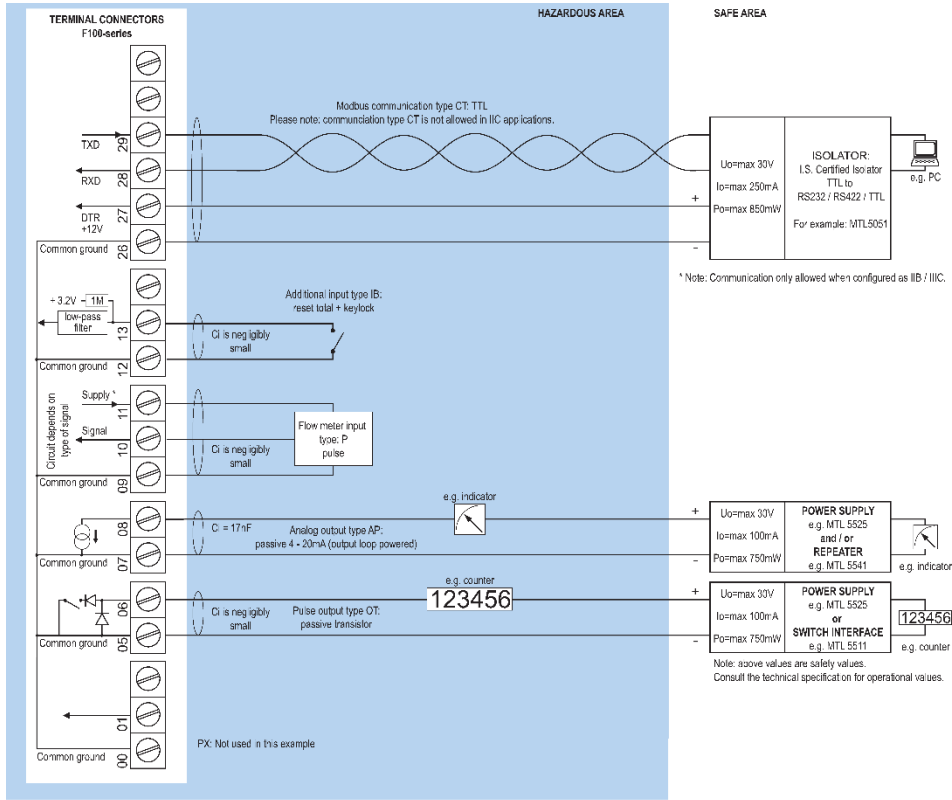 HAZARDOUS AREA
SAFE AREA
TERMINAL CONNECTORS
F100-series
Modbus communication type CT: TTL
Please note: communciation type CT is not allowed in IIC applications.
TXD
29
RXD
28
DTR
+12V
27
+
Common ground
26
-
Uo=max 30V
Io=max 250mA
Po=max 850mW
ISOLATOR:
I.S. Certified Isolator
TTL to
RS232 / RS422 / TTL
For example: MTL5051
e.g. PC
* Note: Communication only allowed when configured as IIB / IIIC.
+ 3.2V
1M
low-pass
filter
13
Additional input type IB:
reset total + keylock
Ci is negligibly
small
Common ground
12
Circuit depends on
type of signal
Supply *
11
Signal
10
Flow meter input
type: P
pulse
Ci is negligibly
small
Common ground
09
08
Ci = 17nF
Analog output type AP:
passive 4 - 20mA (output loop powered)
e.g. indicator
+
Common ground
07
-
Uo=max 30V
Io=max 100mA
Po=max 750mW
POWER SUPPLY
e.g. MTL 5525
and / or
REPEATER
e.g. MTL 5541
e.g. indicator
06
Ci is negligibly
small
Pulse output type OT:
passive transistor
e.g. counter
123456
+
Common ground
05
-
Uo=max 30V
Io=max 100mA
Po=max 750mW
POWER SUPPLY
e.g. MTL 5525
or
SWITCH INTERFACE
e.g. MTL 5511
123456
e.g. counter
Note: above values are safety values.
Consult the technical specification for operational values.
01
PX: Not used in this example
Common ground
00